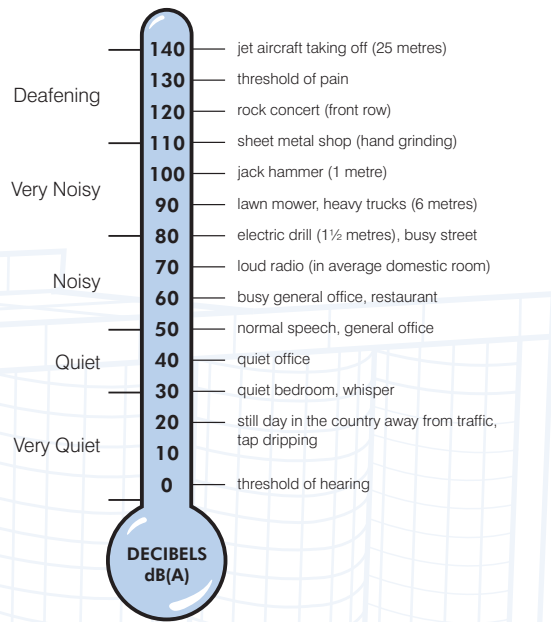 140 jet aircraft taking off (25 metres)
130 threshold of pain
Deafening
120 rock concert (front row)
110 sheet metal shop (hand grinding)
100 jack hammer (1 metre)
Very Noisy
90 lawn mower, heavy trucks (6 metres)
80 electric drill (1½ metres), busy street
70 loud radio (in average domestic room)
Noisy
60 busy general office, restaurant
50 normal speech, general office
Quiet 40 quiet office
30 quiet bedroom, whisper
20 still day in the country away from traffic,
tap dripping
Very Quiet
10
0 threshold of hearing
DECIBELS
dB(A)